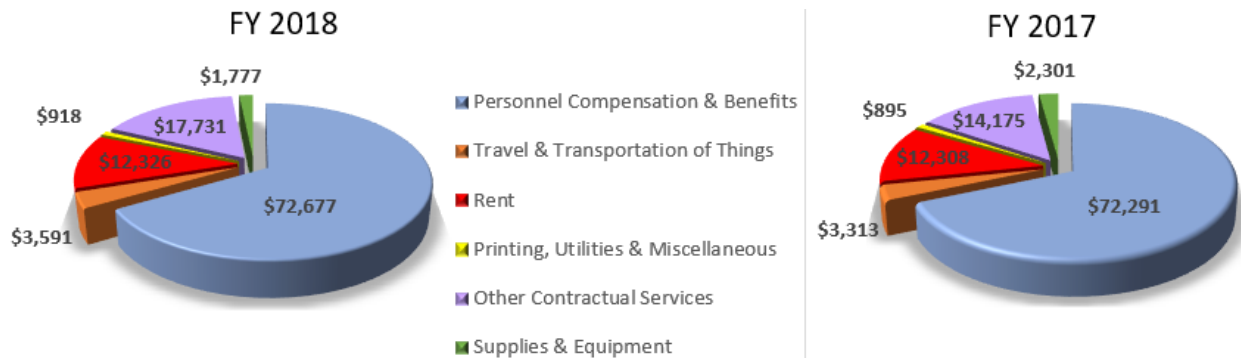 FY 2018
$1,777
$918
$17,731
$12,326
$72,677
$3,591
Personnel Compensation & Benefits
Travel & Transportation of Things
Rent
Printing, Utilities & Miscellaneous
Other Contractual Services
Supplies & Equipment
FY 2017
$2,301
$895
$14,175
$12,308
$72,291
$3,313